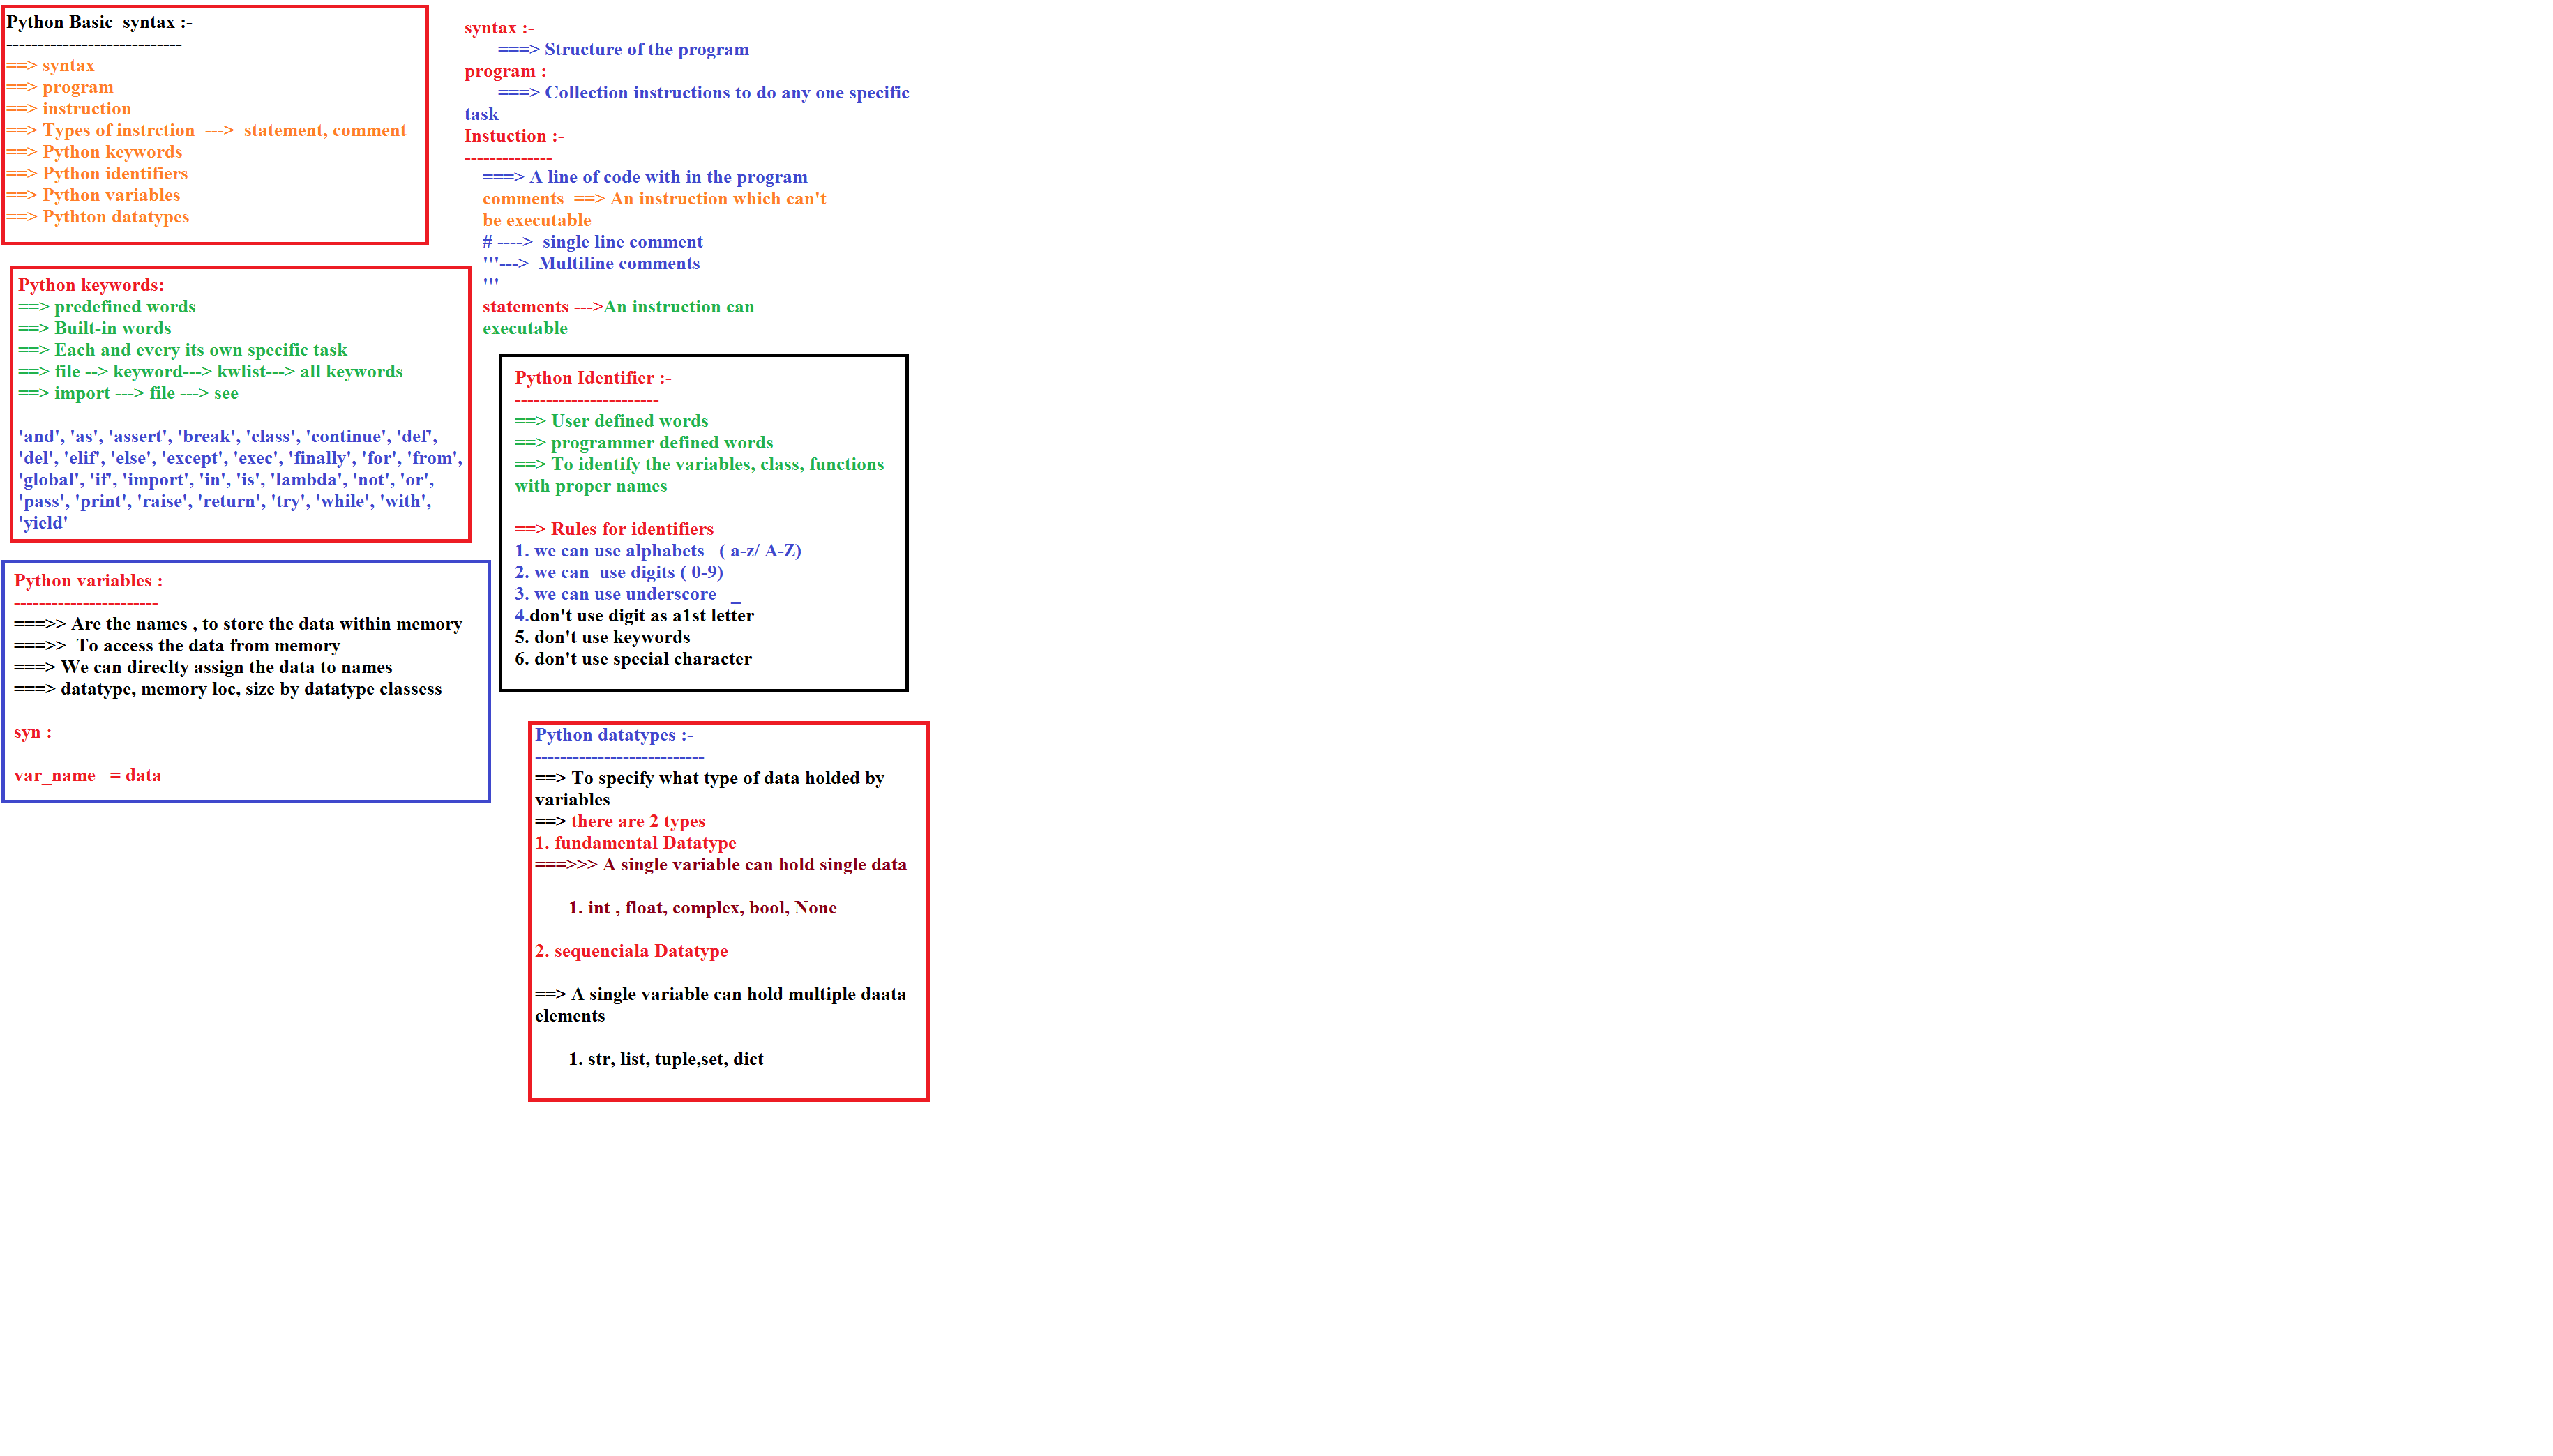 Python Basic  syntax :-
----------------------------
==> syntax
==> program
==> instruction
==> Types of instrction  --->  statement, comment
==> Python keywords
==> Python identifiers
==> Python variables
==> Pythton datatypes
syntax :-
===> Structure of the program
program :
===> Collection instructions to do any one specific
task
Instuction :-
--------------
===> A line of code with in the program
comments  ==> An instruction which can't
be executable
# ---->  single line comment
'''--->  Multiline comments
'''
statements --->An instruction can
executable
Python keywords:
==> predefined words
==> Built-in words
==> Each and every its own specific task
==> file --> keyword---> kwlist---> all keywords
==> import ---> file ---> see
'and', 'as', 'assert', 'break', 'class', 'continue', 'def',
'del', 'elif', 'else', 'except', 'exec', 'finally', 'for', 'from',
'global', 'if', 'import', 'in', 'is', 'lambda', 'not', 'or',
'pass', 'print', 'raise', 'return', 'try', 'while', 'with',
'yield'
Python Identifier :-
-----------------------
==> User defined words
==> programmer defined words
==> To identify the variables, class, functions
with proper names
==> Rules for identifiers
1. we can use alphabets   ( a-z/ A-Z)
2. we can  use digits ( 0-9)
3. we can use underscore   _
4.don't use digit as a1st letter
5. don't use keywords
6. don't use special character
Python variables :
-----------------------
===>> Are the names , to store the data within memory
===>>  To access the data from memory
===> We can direclty assign the data to names
===> datatype, memory loc, size by datatype classess
syn :
var_name   = data
Python datatypes :-
---------------------------
==> To specify what type of data holded by
variables
==> there are 2 types
1. fundamental Datatype
===>>> A single variable can hold single data
1. int , float, complex, bool, None
2. sequenciala Datatype
==> A single variable can hold multiple daata
elements
1. str, list, tuple,set, dict